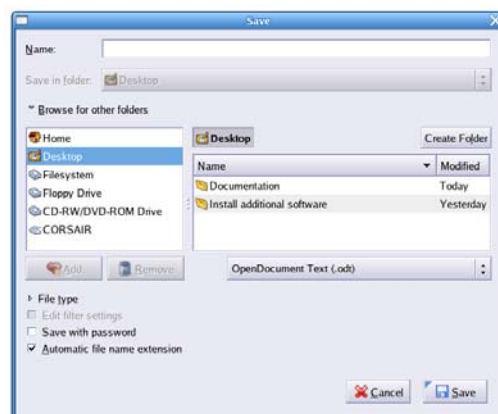 Save
Name:
Save in folder: Desktop
Browse for other folders
Home
Desktop
Filesystem
Floppy Drive
CD-RW/DVD-ROM Drive
CORSAIR
Desktop
Create Folder
Name Modified
Documentation Today
Install additional software Yesterday
Add Remove
OpenDocument Text (.odt)
File type
Edit filter settings
Save with password
Automatic file name extension
Cancel Save